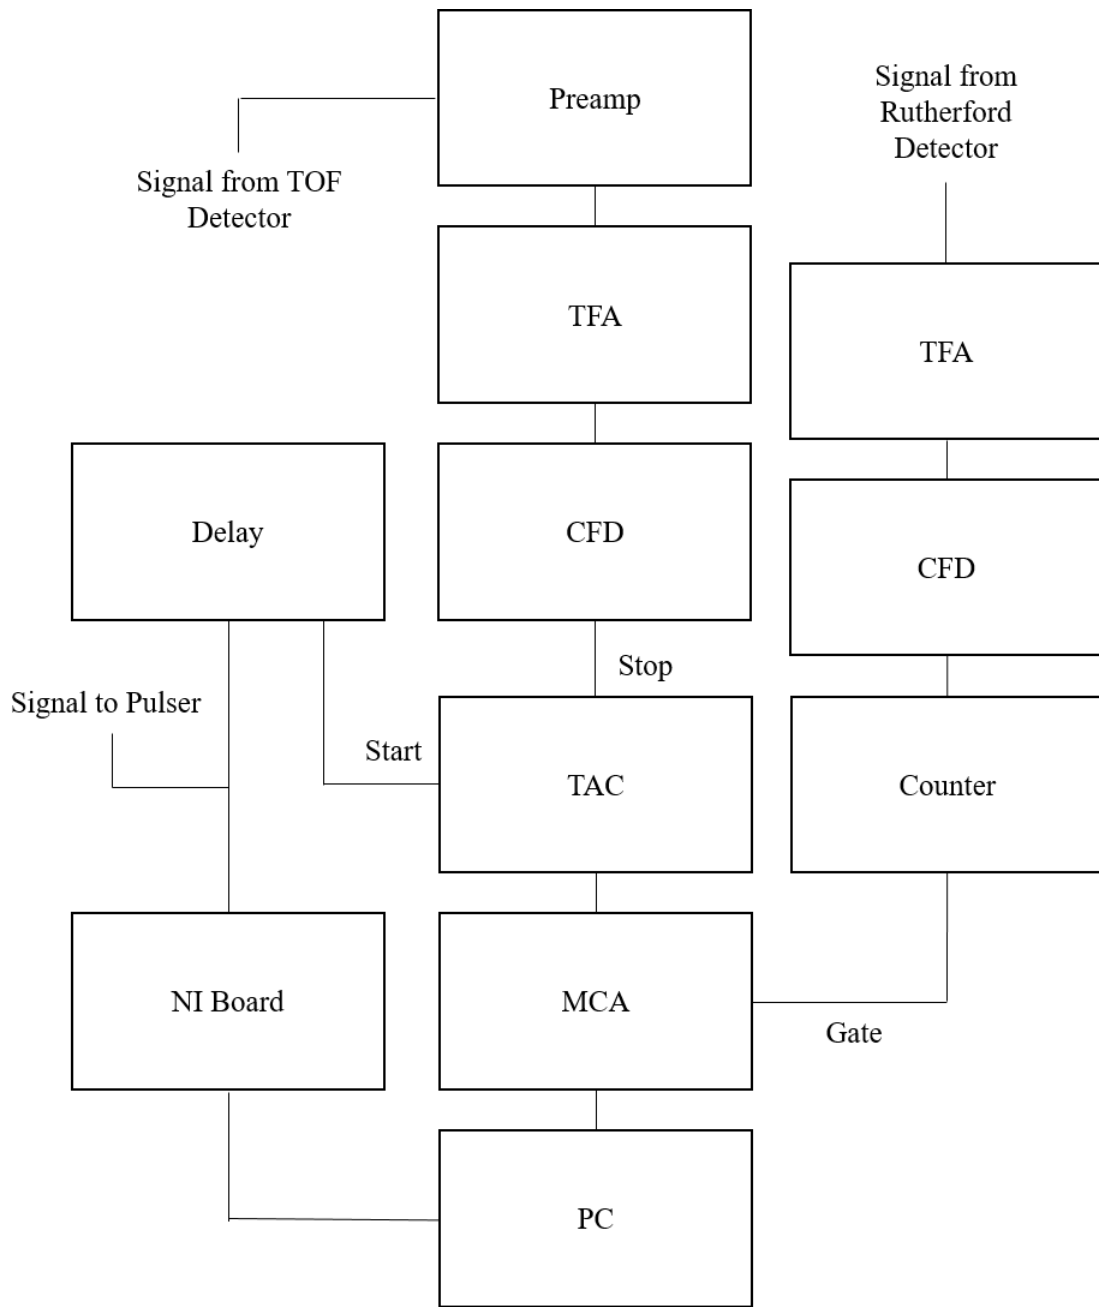 Preamp
Signal from
Rutherford
Detector
Signal from TOF
Detector
TFA
TFA
Delay
CFD
CFD
Stop
Signal to Pulser
Start
TAC
Counter
NI Board
MCA
Gate
PC